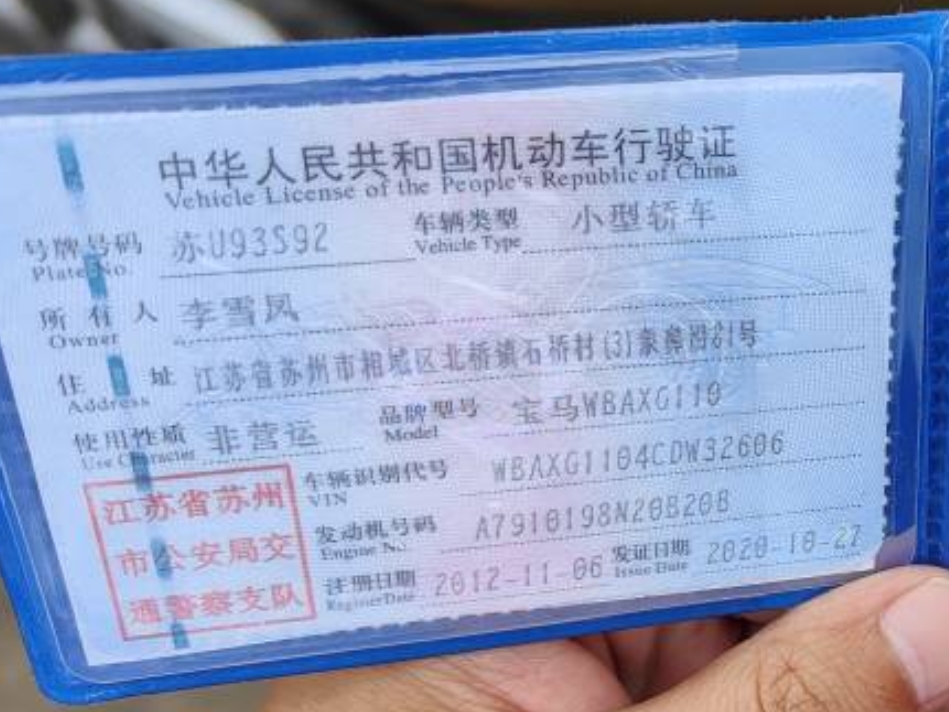 中华人民共和国机动车行驶证
Vehicle License of the People's Republic of China
号牌号码 苏U93S92 车辆类型 小型轿车
Plate No. Vehicle Type
所有人 李雪凤
Owner
住址 江苏省苏州市相城区北桥镇石桥村(3)象鼻圩81号
Address
使用性质 非营运 品牌型号 宝马WBAXG110
Use Character Model
车辆识别代号 WBAXG1104CDW32606
VIN
发动机号码 A7910198N20B20B
Engine No.
注册日期 2012-11-06 发证日期 2020-10-27
Register Date Issue Date
江苏省苏州
市公安局交
通警察支队